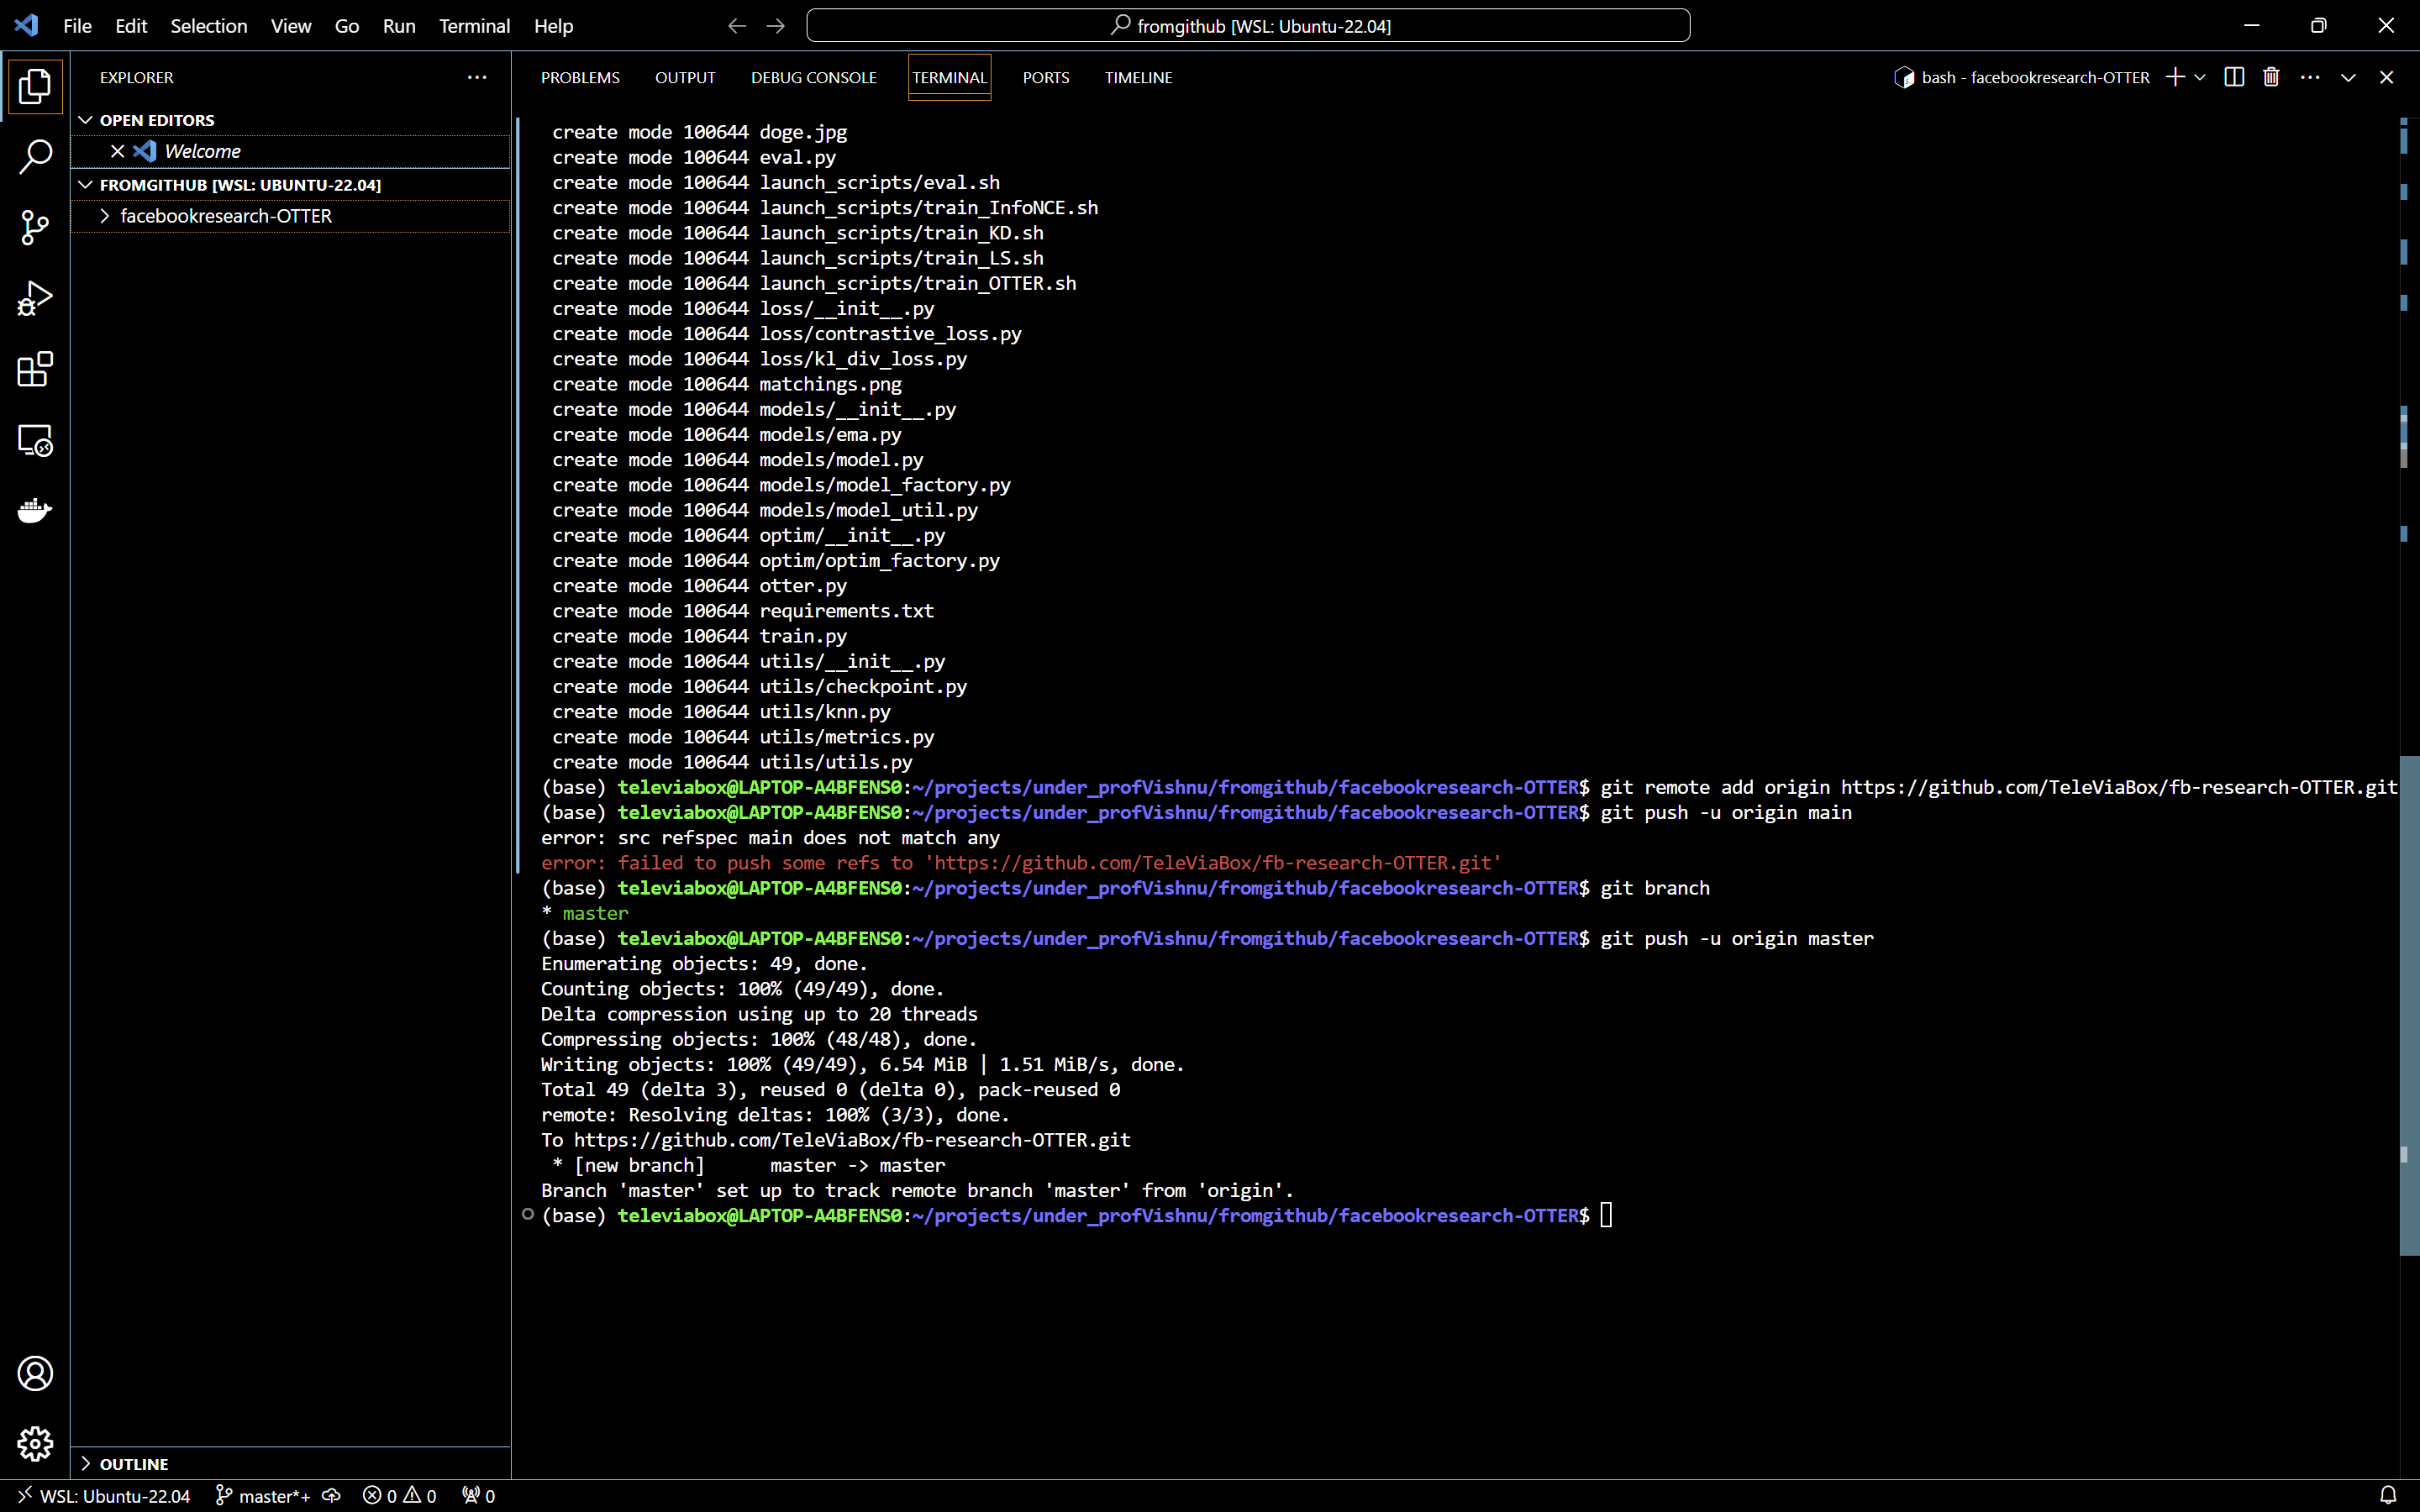 File Edit Selection View Go Run Terminal Help
fromgithub [WSL: Ubuntu-22.04]
EXPLORER
OPEN EDITORS
Welcome
FROMGITHUB [WSL: UBUNTU-22.04]
facebookresearch-OTTER
PROBLEMS OUTPUT DEBUG CONSOLE TERMINAL PORTS TIMELINE
bash - facebookresearch-OTTER
create mode 100644 doge.jpg
create mode 100644 eval.py
create mode 100644 launch_scripts/eval.sh
create mode 100644 launch_scripts/train_InfoNCE.sh
create mode 100644 launch_scripts/train_KD.sh
create mode 100644 launch_scripts/train_LS.sh
create mode 100644 launch_scripts/train_OTTER.sh
create mode 100644 loss/__init__.py
create mode 100644 loss/contrastive_loss.py
create mode 100644 loss/kl_div_loss.py
create mode 100644 matchings.png
create mode 100644 models/__init__.py
create mode 100644 models/ema.py
create mode 100644 models/model.py
create mode 100644 models/model_factory.py
create mode 100644 models/model_util.py
create mode 100644 optim/__init__.py
create mode 100644 optim/optim_factory.py
create mode 100644 otter.py
create mode 100644 requirements.txt
create mode 100644 train.py
create mode 100644 utils/__init__.py
create mode 100644 utils/checkpoint.py
create mode 100644 utils/knn.py
create mode 100644 utils/metrics.py
create mode 100644 utils/utils.py
(base) televiabox@LAPTOP-A4BFENS0:~/projects/under_profVishnu/fromgithub/facebookresearch-OTTER$ git remote add origin https://github.com/TeleViaBox/fb-research-OTTER.git
(base) televiabox@LAPTOP-A4BFENS0:~/projects/under_profVishnu/fromgithub/facebookresearch-OTTER$ git push -u origin main
error: src refspec main does not match any
error: failed to push some refs to 'https://github.com/TeleViaBox/fb-research-OTTER.git'
(base) televiabox@LAPTOP-A4BFENS0:~/projects/under_profVishnu/fromgithub/facebookresearch-OTTER$ git branch
* master
(base) televiabox@LAPTOP-A4BFENS0:~/projects/under_profVishnu/fromgithub/facebookresearch-OTTER$ git push -u origin master
Enumerating objects: 49, done.
Counting objects: 100% (49/49), done.
Delta compression using up to 20 threads
Compressing objects: 100% (48/48), done.
Writing objects: 100% (49/49), 6.54 MiB | 1.51 MiB/s, done.
Total 49 (delta 3), reused 0 (delta 0), pack-reused 0
remote: Resolving deltas: 100% (3/3), done.
To https://github.com/TeleViaBox/fb-research-OTTER.git
* [new branch]      master -> master
Branch 'master' set up to track remote branch 'master' from 'origin'.
(base) televiabox@LAPTOP-A4BFENS0:~/projects/under_profVishnu/fromgithub/facebookresearch-OTTER$
OUTLINE
WSL: Ubuntu-22.04 master*+ 0 0 0